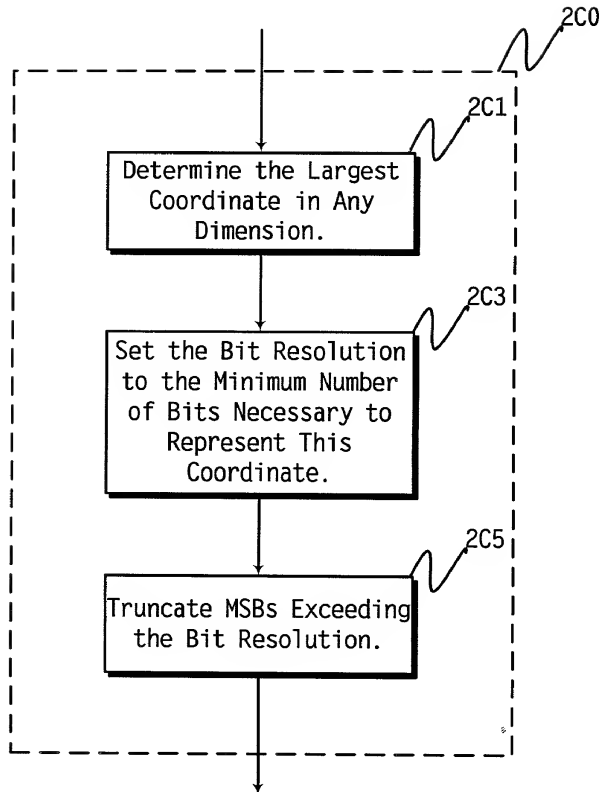 2C0
2C1
Determine the Largest
Coordinate in Any
Dimension.
2C3
Set the Bit Resolution
to the Minimum Number
of Bits Necessary to
Represent This
Coordinate.
2C5
Truncate MSBs Exceeding
the Bit Resolution.